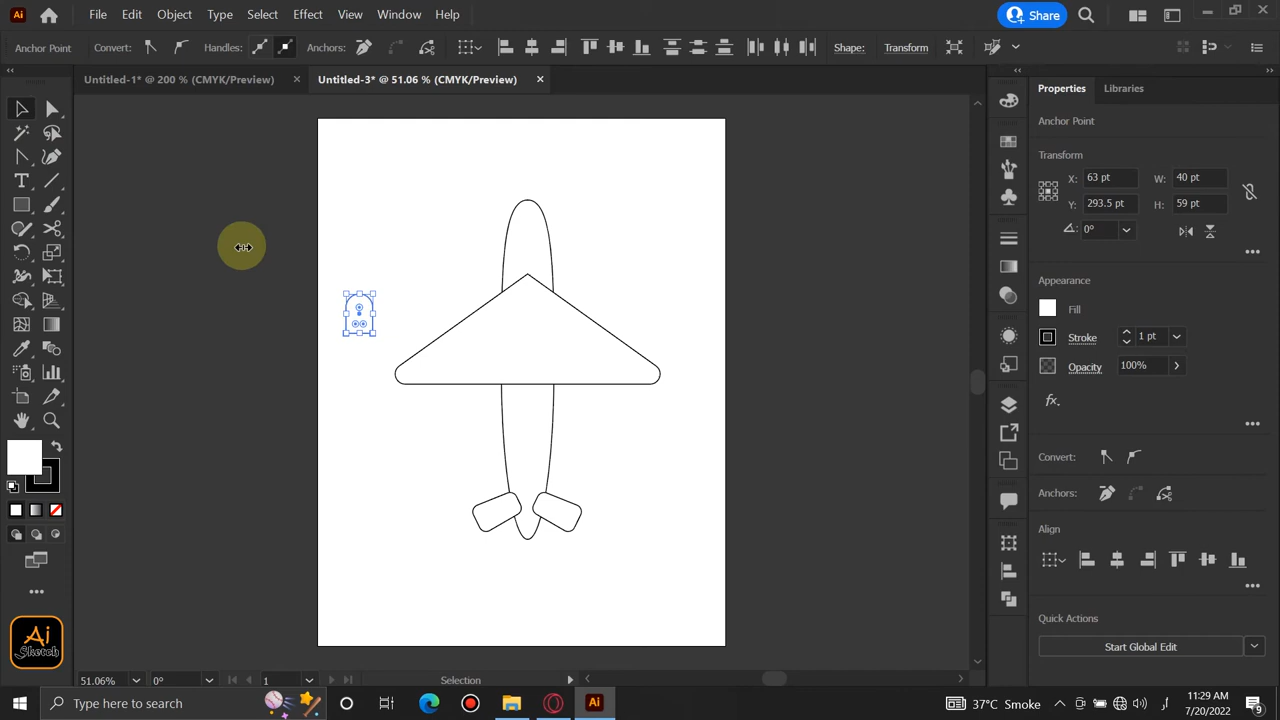 Ai File Edit Object Type Select Effect View Window Help Share
Anchor Point Convert: Handles: Anchors: Shape: Transform
Untitled-1* @ 200 % (CMYK/Preview) Untitled-3* @ 51.06 % (CMYK/Preview)
Properties Libraries
Anchor Point
Transform
X: 63 pt W: 40 pt
Y: 293.5 pt H: 59 pt
0°
Appearance
Fill
Stroke 1 pt
Opacity 100%
fx
Convert:
Anchors:
Align
Quick Actions
Start Global Edit
Ai
Sketch
51.06% 0° 1 Selection
Type here to search Ai 37°C Smoke 11:29 AM
7/20/2022 9